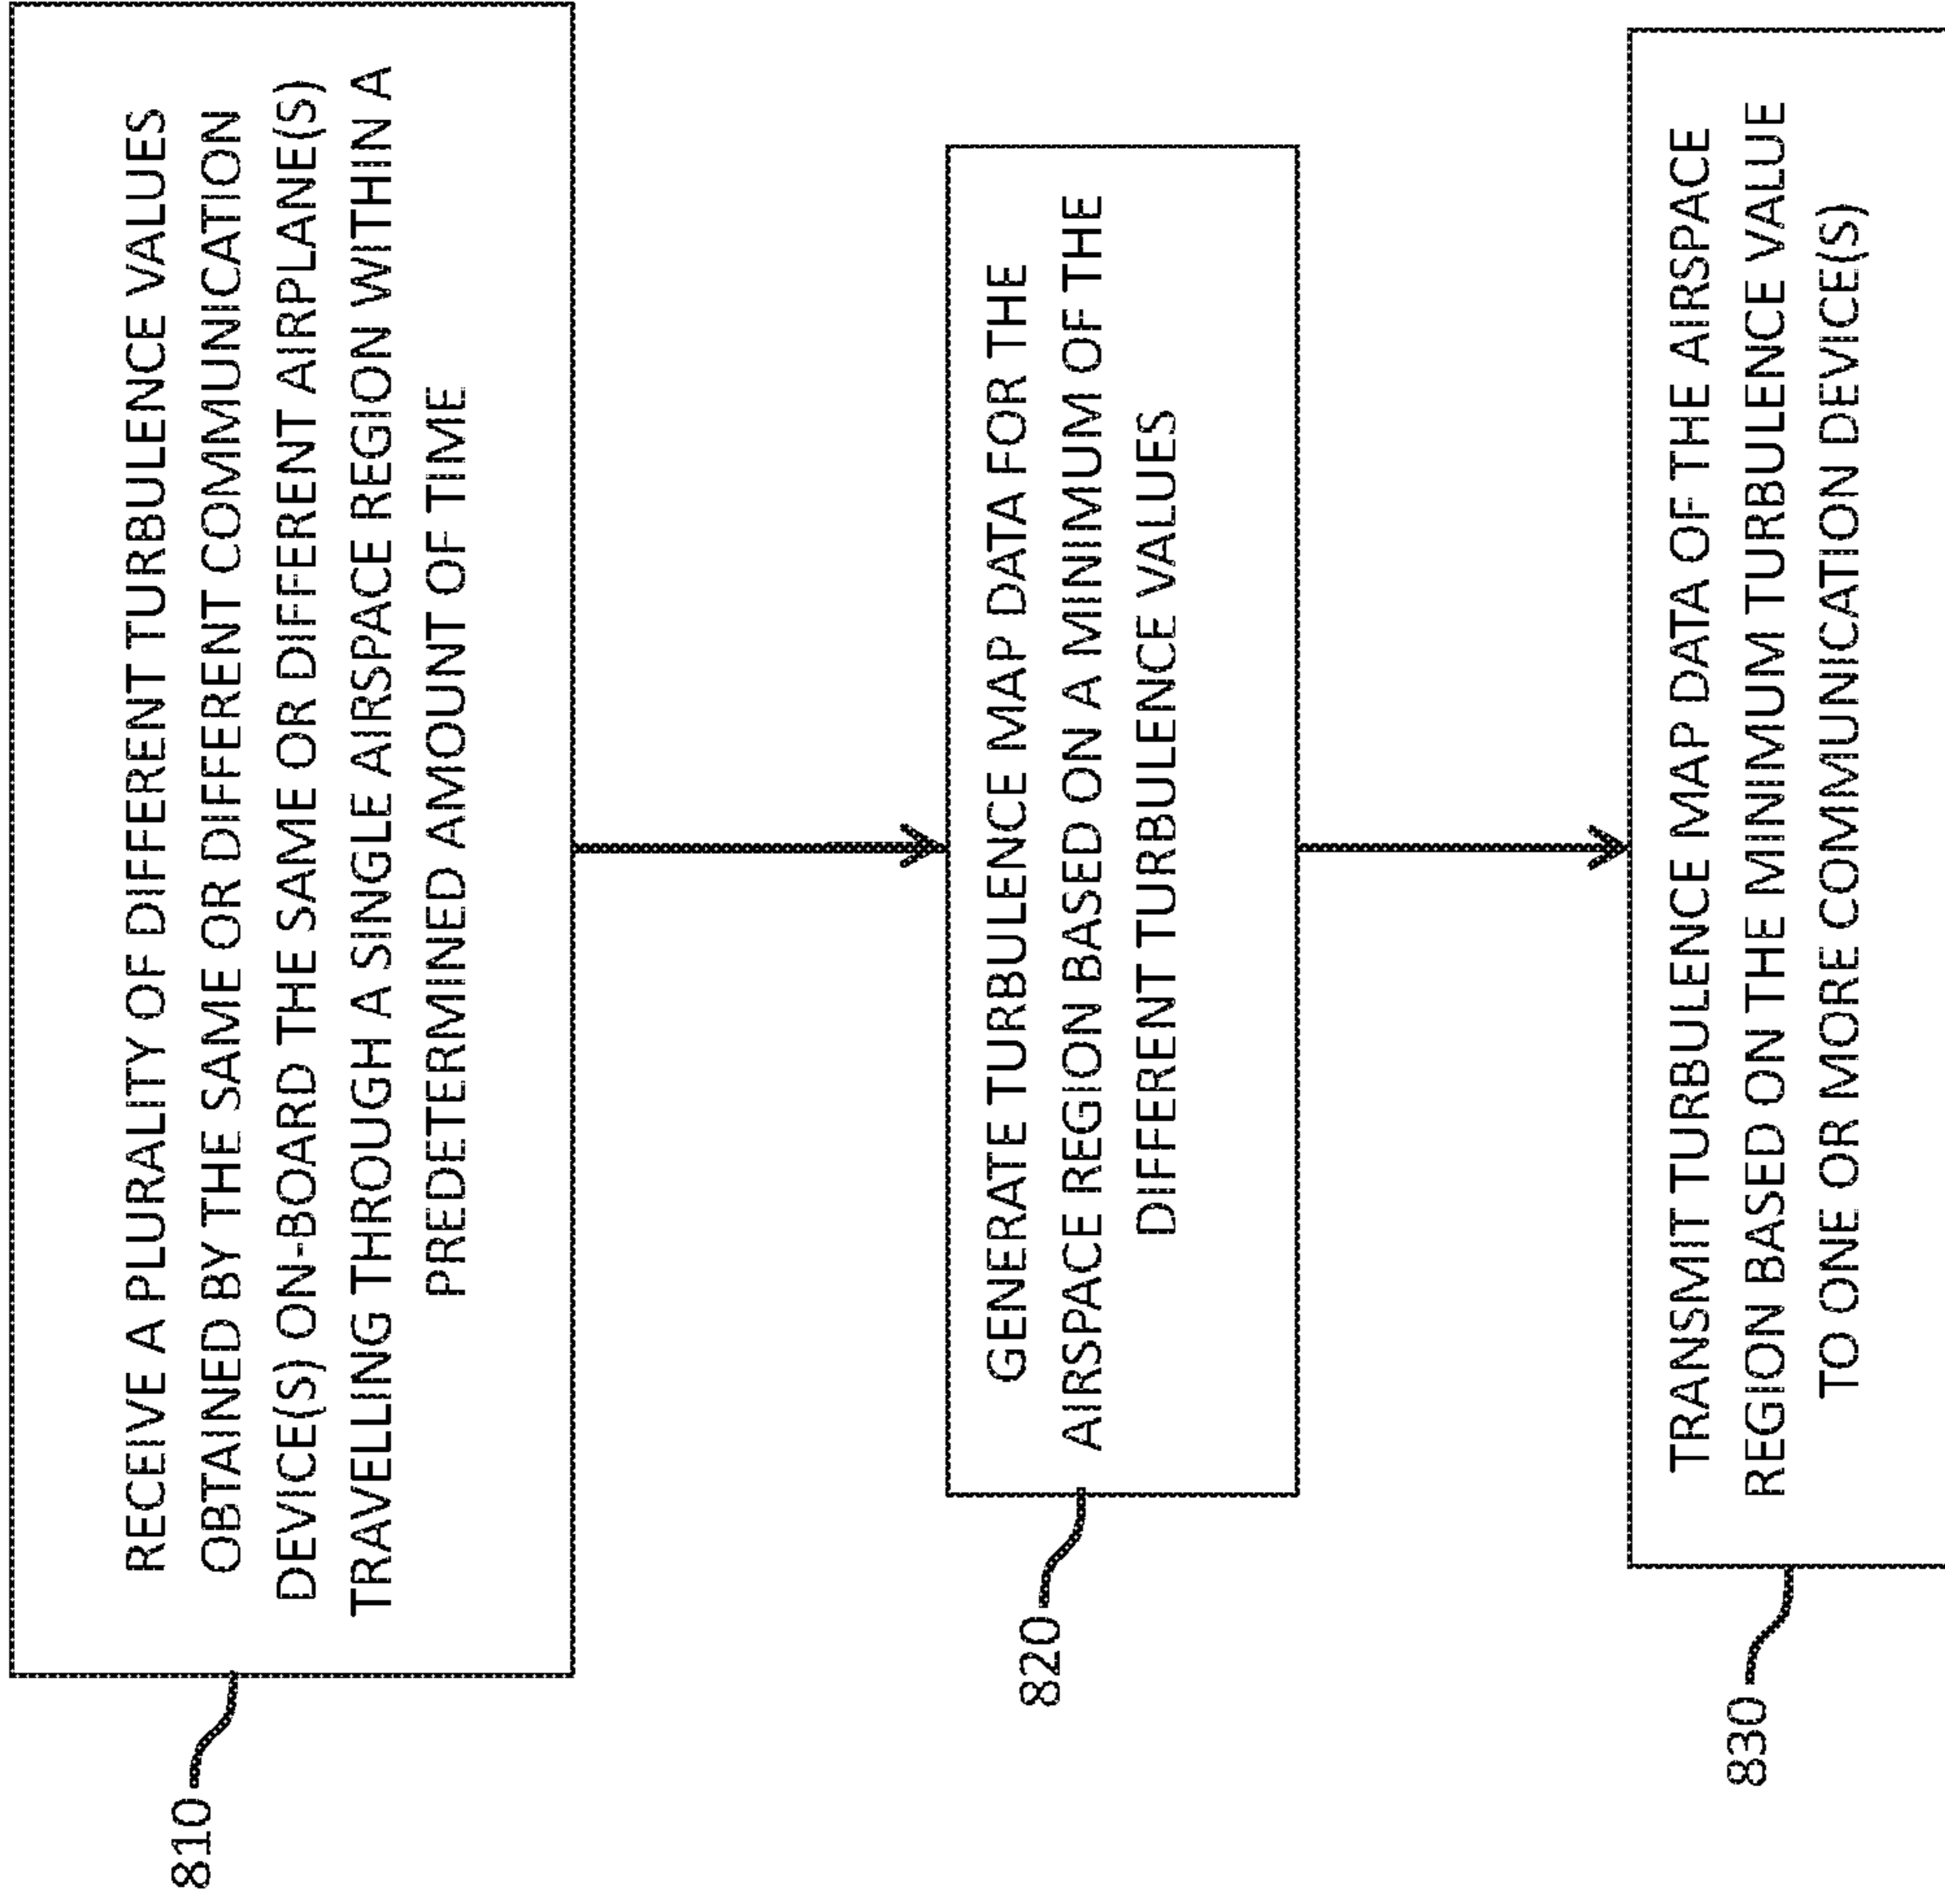 RECEIVE A PLURALITY OF DIFFERENT TURBULENCE VALUES
OBTAINED BY THE SAME OR DIFFERENT COMMUNICATION
DEVICE(S) ON-BOARD THE SAME OR DIFFERENT AIRPLANE(S)
TRAVELLING THROUGH A SINGLE AIRSPACE REGION WITHIN A
PREDETERMINED AMOUNT OF TIME
810
GENERATE TURBULENCE MAP DATA FOR THE
AIRSPACE REGION BASED ON A MINIMUM OF THE
DIFFERENT TURBULENCE VALUES
820
TRANSMIT TURBULENCE MAP DATA OF THE AIRSPACE
REGION BASED ON THE MINIMUM TURBULENCE VALUE
TO ONE OR MORE COMMUNICATION DEVICE(S)
830